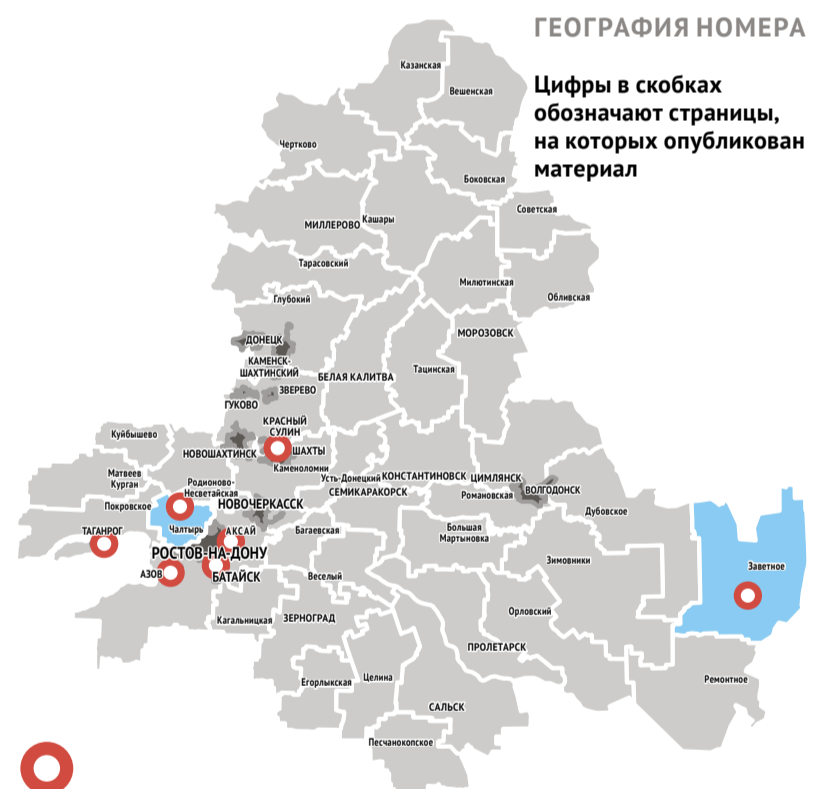 ГЕОГРАФИЯ НОМЕРА
Цифры в скобках
обозначают страницы,
на которых опубликован
материал
Казанская
Вешенская
Чертково
Боковская
Советская
МИЛЛЕРОВО
Кашары
Тарасовский
Милютинская
Обливская
Глубокий
МОРОЗОВСК
ДОНЕЦК
КАМЕНСК-
ШАХТИНСКИЙ
БЕЛАЯ КАЛИТВА
Тацинская
ЗВЕРЕВО
ГУКОВО
КРАСНЫЙ
СУЛИН
Куйбышево
НОВОШАХТИНСК
ШАХТЫ
Каменоломни
Матвеев
Курган
Родионово-
Несветайская
Усть-Донецкий
КОНСТАНТИНОВСК
ЦИМЛЯНСК
СЕМИКАРАКОРСК
Романовская
ВОЛГОДОНСК
Покровское
НОВОЧЕРКАССК
Дубовское
ТАГАНРОГ
Чалтырь
АКСАЙ
Багаевская
Большая
Мартыновка
РОСТОВ-НА-ДОНУ
Зимовники
Заветное
АЗОВ
БАТАЙСК
Веселый
Кагальницкая
ЗЕРНОГРАД
Орловский
ПРОЛЕТАРСК
Егорлыкская
Целина
Ремонтное
САЛЬСК
Песчанокопское